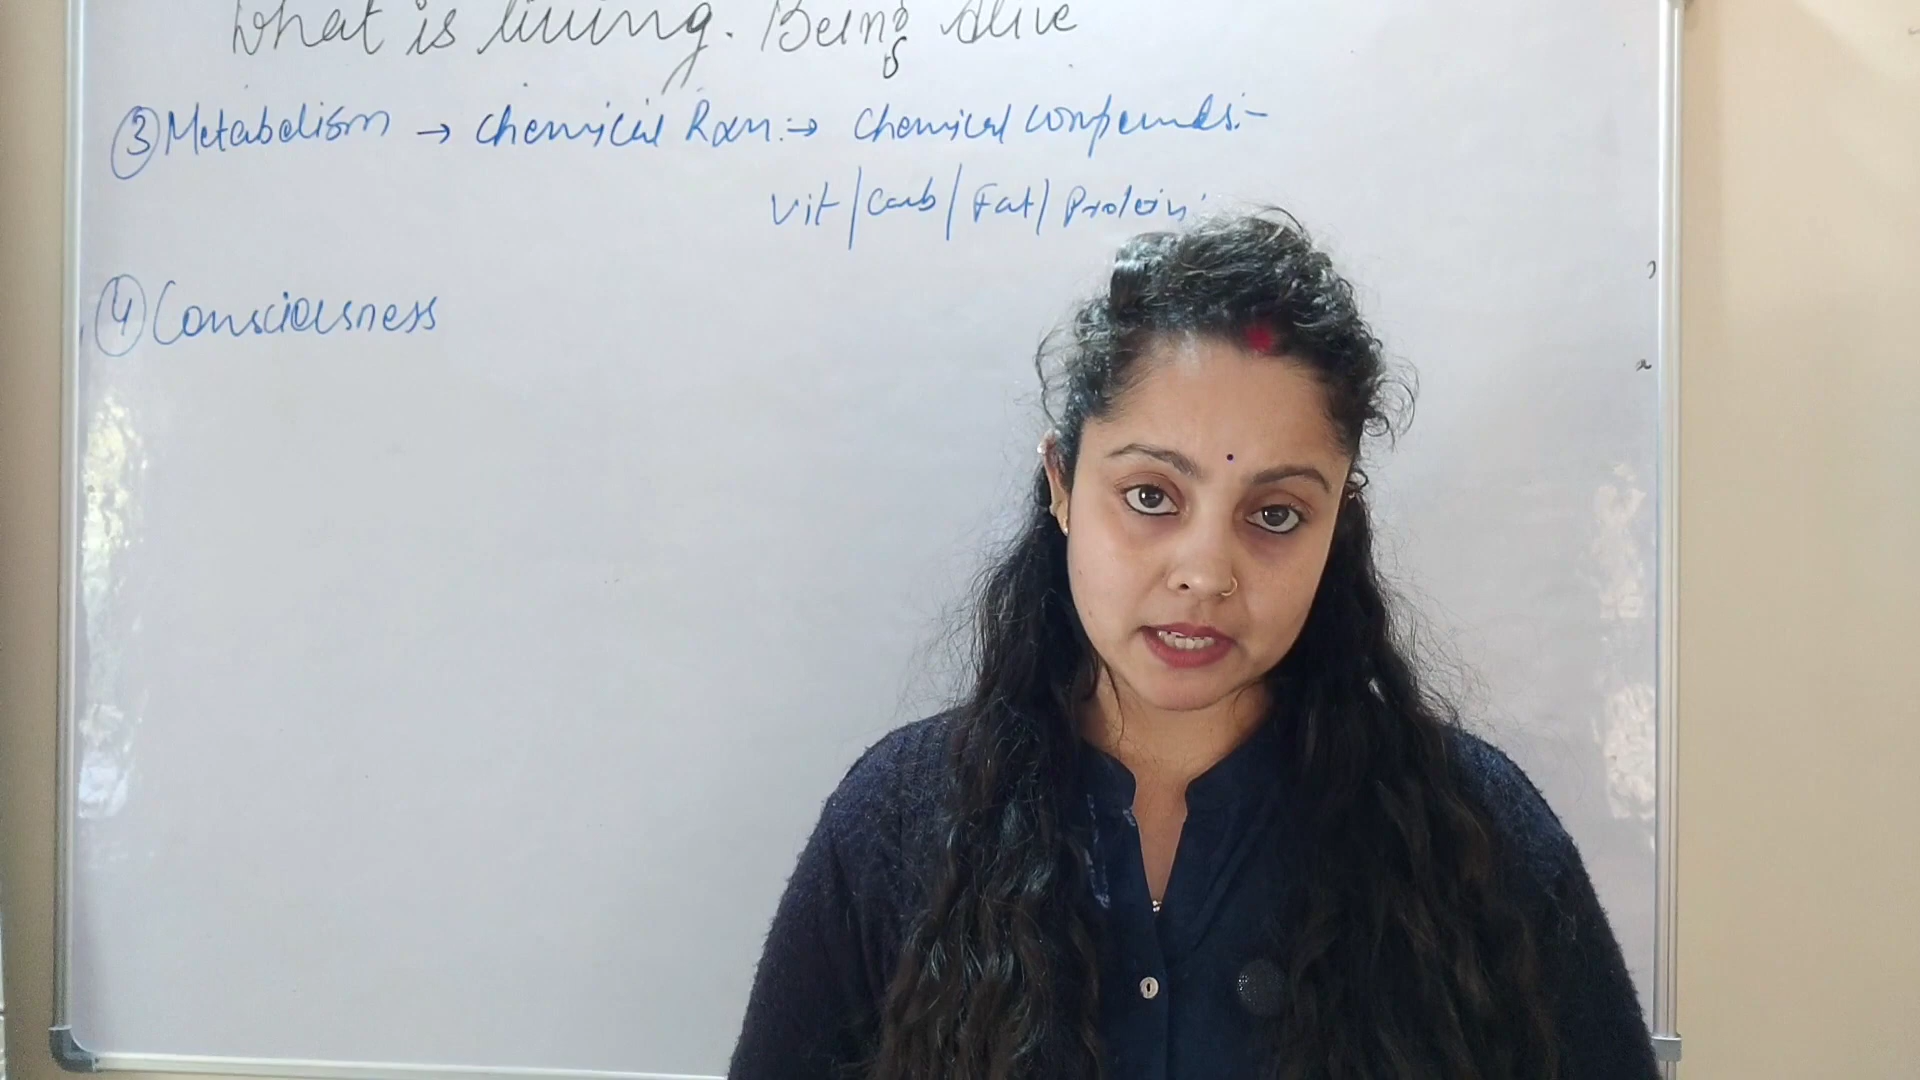 What is living. Being Alive
③ Metabolism → Chemical Rxn. :→ Chemical compounds:-
Vit/Carb/Fat/Protein.
④ Consciousness